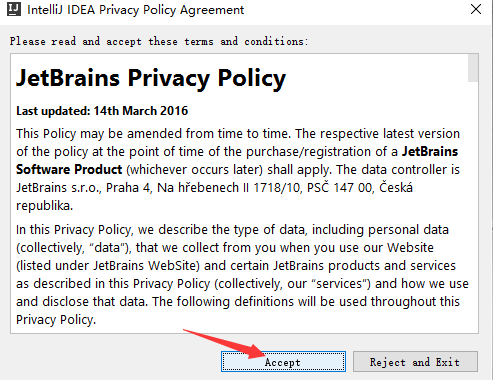 IJ IntelliJ IDEA Privacy Policy Agreement
Please read and accept these terms and conditions:
JetBrains Privacy Policy
Last updated: 14th March 2016
This Policy may be amended from time to time. The respective latest version
of the policy at the point of time of the purchase/registration of a JetBrains
Software Product (whichever occurs later) shall apply. The data controller is
JetBrains s.r.o., Praha 4, Na hřebenech II 1718/10, PSČ 147 00, Česká
republika.
In this Privacy Policy, we describe the type of data, including personal data
(collectively, “data”), that we collect from you when you use our Website
(listed under JetBrains WebSite) and certain JetBrains products and services
as described in this Privacy Policy (collectively, our “services”) and how we use
and disclose that data. The following definitions will be used throughout this
Privacy Policy.
Accept Reject and Exit